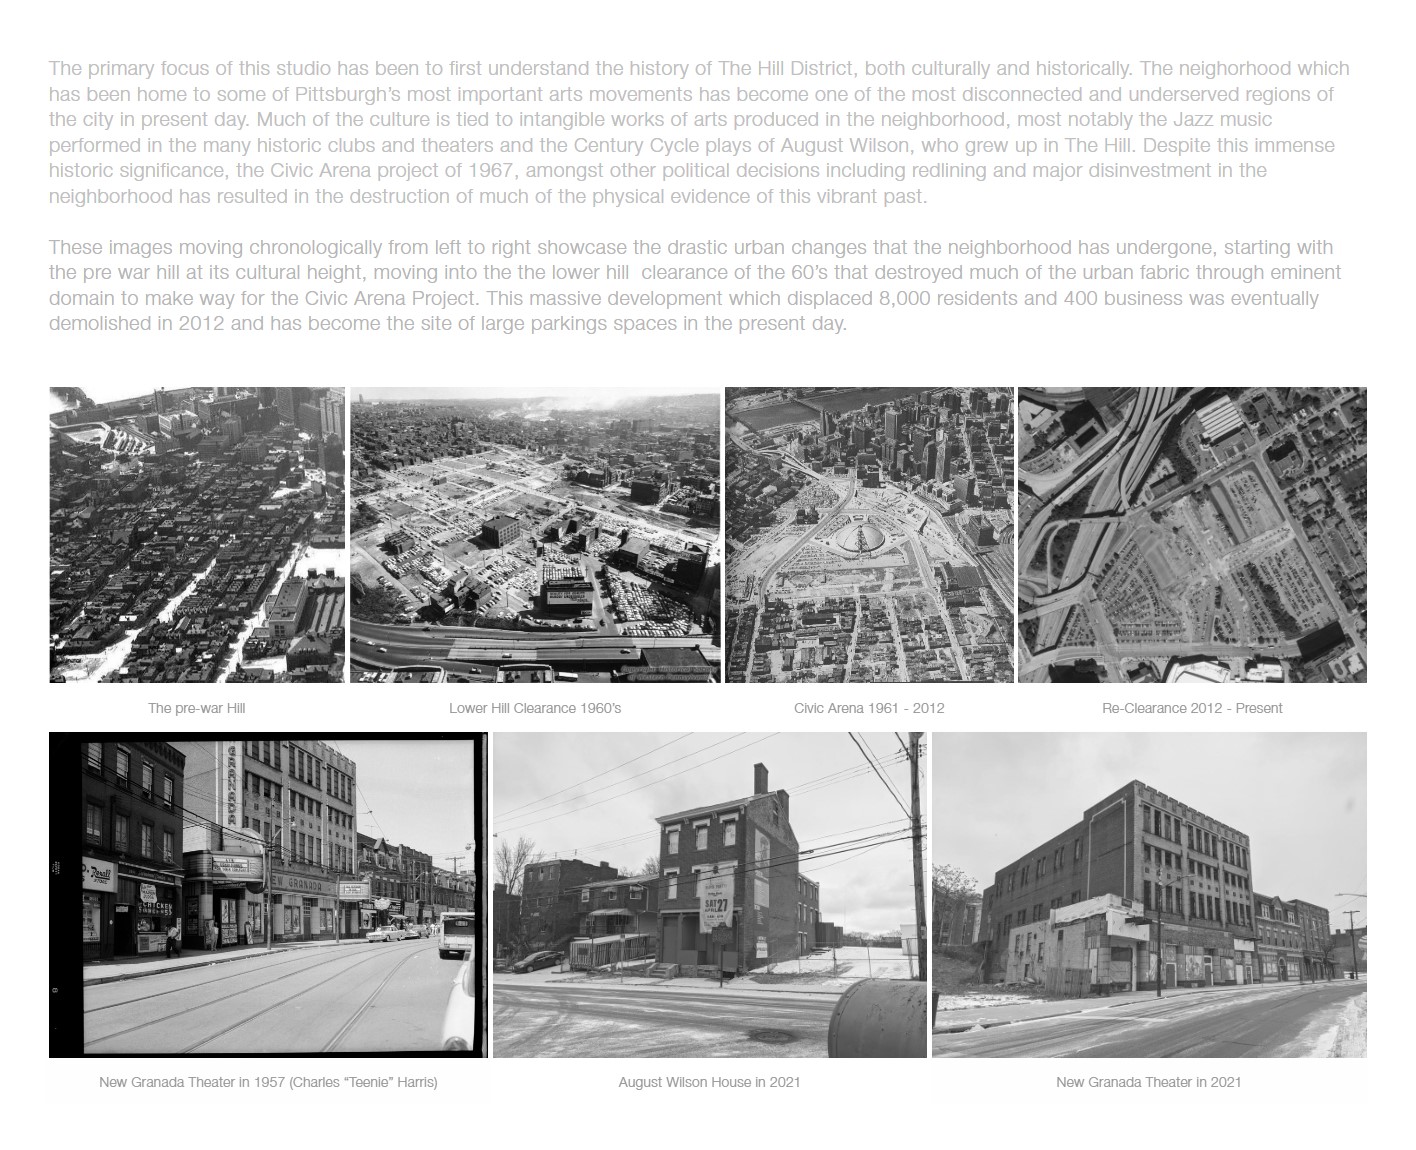 The primary focus of this studio has been to first understand the history of The Hill District, both culturally and historically. The neighorhood which
has been home to some of Pittsburgh's most important arts movements has become one of the most disconnected and underserved regions of
the city in present day. Much of the culture is tied to intangible works of arts produced in the neighborhood, most notably the Jazz music
performed in the many historic clubs and theaters and the Century Cycle plays of August Wilson, who grew up in The Hill. Despite this immense
historic significance, the Civic Arena project of 1967, amongst other political decisions including redlining and major disinvestment in the
neighborhood has resulted in the destruction of much of the physical evidence of this vibrant past.
These images moving chronologically from left to right showcase the drastic urban changes that the neighborhood has undergone, starting with
the pre war hill at its cultural height, moving into the the lower hill  clearance of the 60's that destroyed much of the urban fabric through eminent
domain to make way for the Civic Arena Project. This massive development which displaced 8,000 residents and 400 business was eventually
demolished in 2012 and has become the site of large parkings spaces in the present day.
The pre-war Hill
Lower Hill Clearance 1960's
Civic Arena 1961 - 2012
Re-Clearance 2012 - Present
GRANADA
Rexall
NEW GRANADA
CHICKEN
SAT
APRIL 27
New Granada Theater in 1957 (Charles “Teenie” Harris)
August Wilson House in 2021
New Granada Theater in 2021